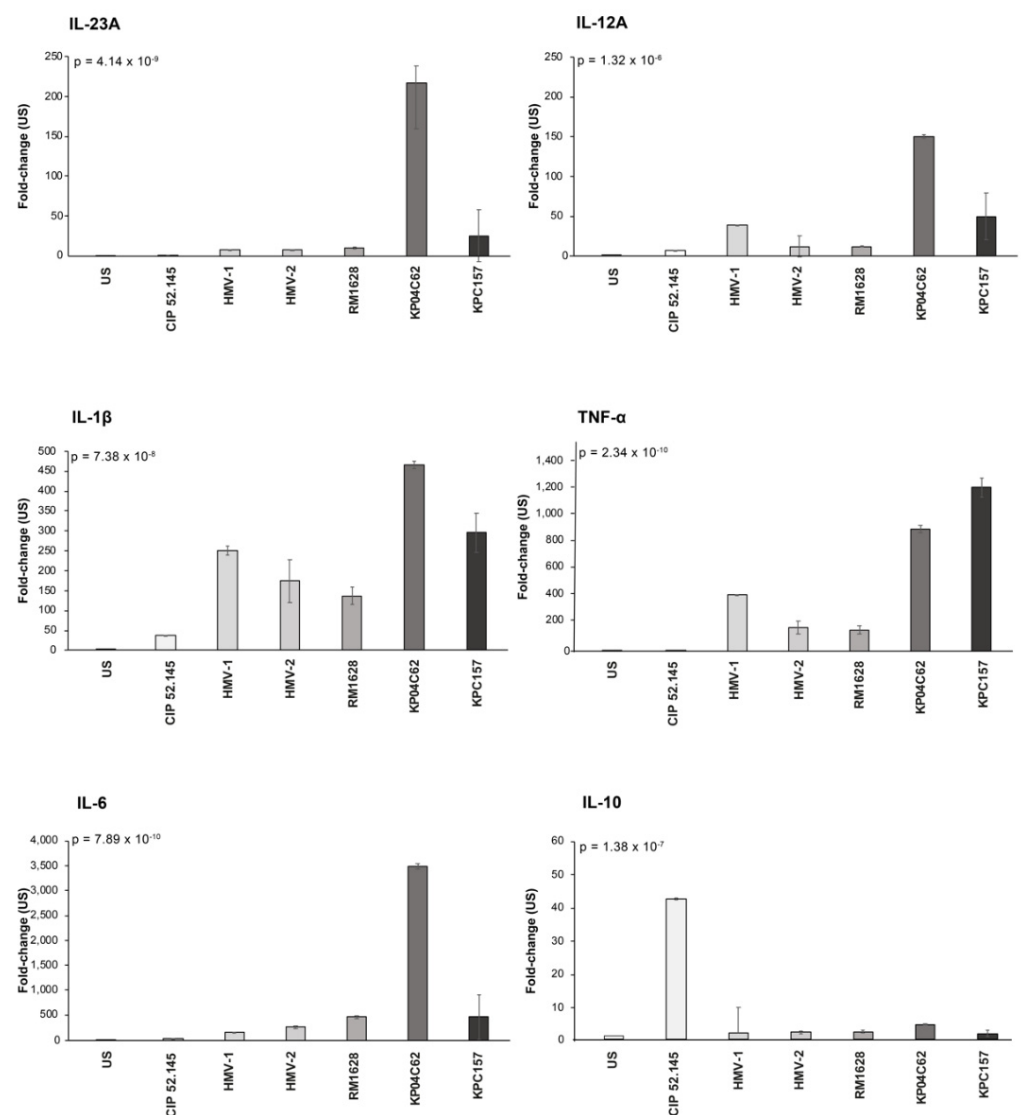 IL-23A
p = 4.14 x 10⁻⁹
Fold-change (US)
250
200
150
100
50
0
US
CIP 52.145
HMV-1
HMV-2
RM1628
KP04C62
KPC157
IL-12A
p = 1.32 x 10⁻⁶
Fold-change (US)
250
200
150
100
50
0
US
CIP 52.145
HMV-1
HMV-2
RM1628
KP04C62
KPC157
IL-1β
p = 7.38 x 10⁻⁸
Fold-change (US)
500
450
400
350
300
250
200
150
100
50
0
US
CIP 52.145
HMV-1
HMV-2
RM1628
KP04C62
KPC157
TNF-α
p = 2.34 x 10⁻¹⁰
Fold-change (US)
1,400
1,200
1,000
800
600
400
200
0
US
CIP 52.145
HMV-1
HMV-2
RM1628
KP04C62
KPC157
IL-6
p = 7.89 x 10⁻¹⁰
Fold-change (US)
4,000
3,500
3,000
2,500
2,000
1,500
1,000
500
0
US
CIP 52.145
HMV-1
HMV-2
RM1628
KP04C62
KPC157
IL-10
p = 1.38 x 10⁻⁷
Fold-change (US)
60
50
40
30
20
10
0
US
CIP 52.145
HMV-1
HMV-2
RM1628
KP04C62
KPC157